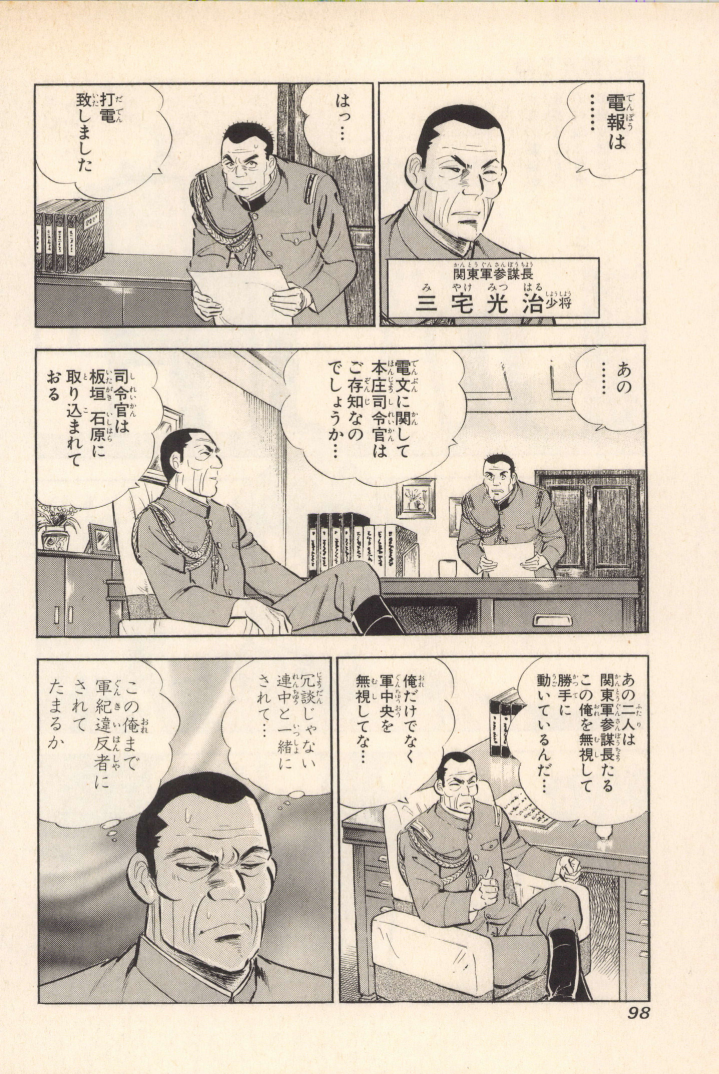 電報は
……
関東軍参謀長
三宅光治少将
はっ…
打電
致しました
あの
……
電文に関して
本庄司令官は
ご存知なの
でしょうか…
司令官は
板垣 石原に
取り込まれて
おる
あの二人は
関東軍参謀長たる
この俺を無視して
勝手に
動いているんだ…
俺だけでなく
軍中央を
無視してな…
冗談じゃない
連中と一緒に
されて…
この俺まで
軍紀違反者に
されて
たまるか
98